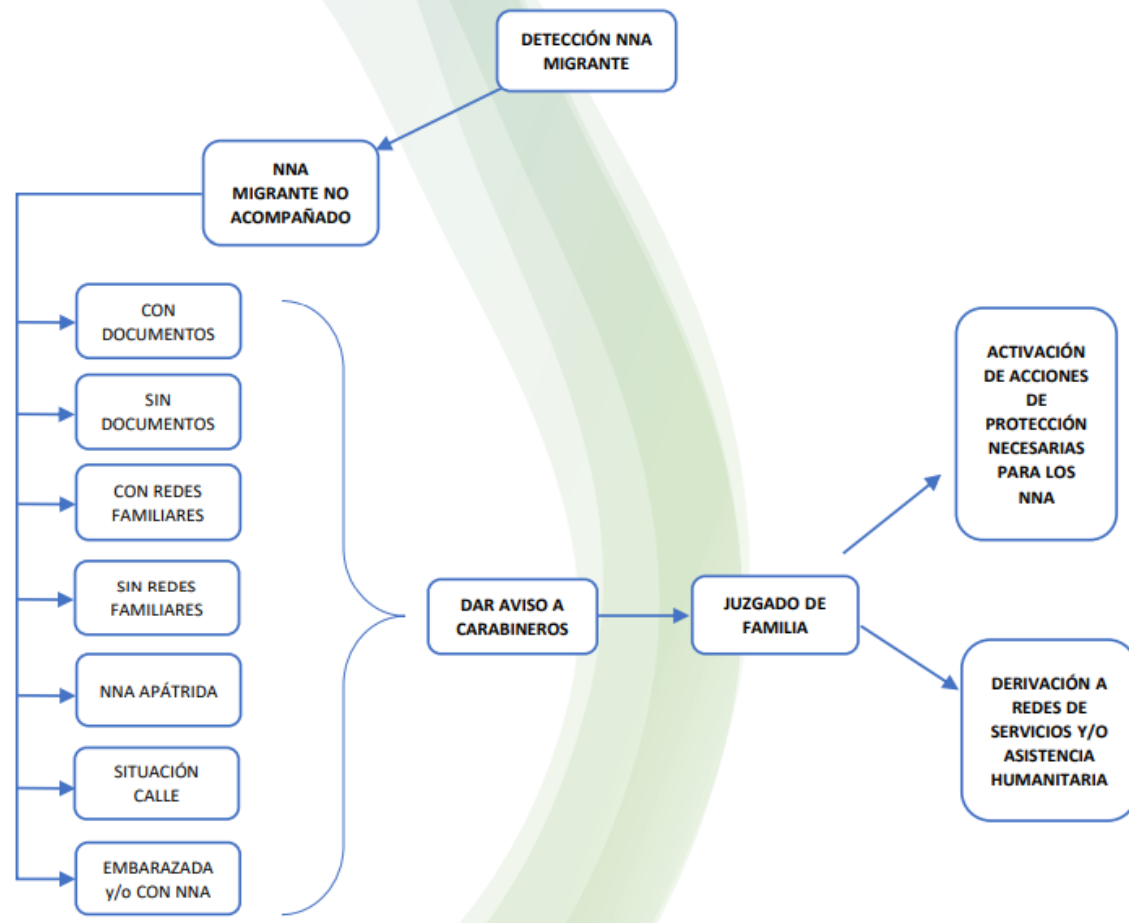 DETECCIÓN NNA
MIGRANTE
NNA
MIGRANTE NO
ACOMPAÑADO
CON
DOCUMENTOS
SIN
DOCUMENTOS
CON REDES
FAMILIARES
SIN REDES
FAMILIARES
NNA APÁTRIDA
SITUACIÓN
CALLE
EMBARAZADA
y/o CON NNA
DAR AVISO A
CARABINEROS
JUZGADO DE
FAMILIA
ACTIVACIÓN
DE ACCIONES
DE
PROTECCIÓN
NECESARIAS
PARA LOS
NNA
DERIVACIÓN A
REDES DE
SERVICIOS Y/O
ASISTENCIA
HUMANITARIA